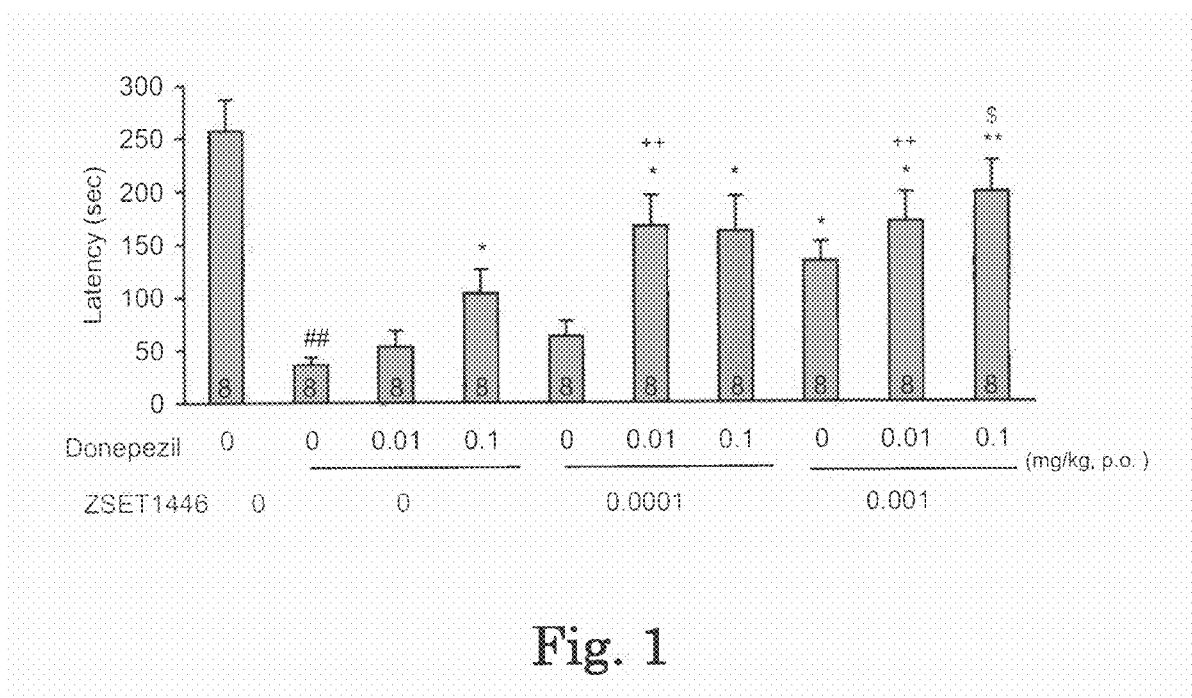 300
250
200
150
100
50
0
Latency (sec)
##
*
++
*
*
*
++
*
$
**
8 8 8 8 8 8 8 8 8 8
Donepezil 0 0 0.01 0.1 0 0.01 0.1 0 0.01 0.1
(mg/kg, p.o. )
ZSET1446 0 0 0.0001 0.001
Fig. 1